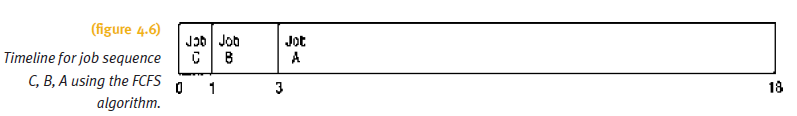 (figure 4.6)
Timeline for job sequence
C, B, A using the FCFS
algorithm.
Job Job Job
C B A
0 1 3 18